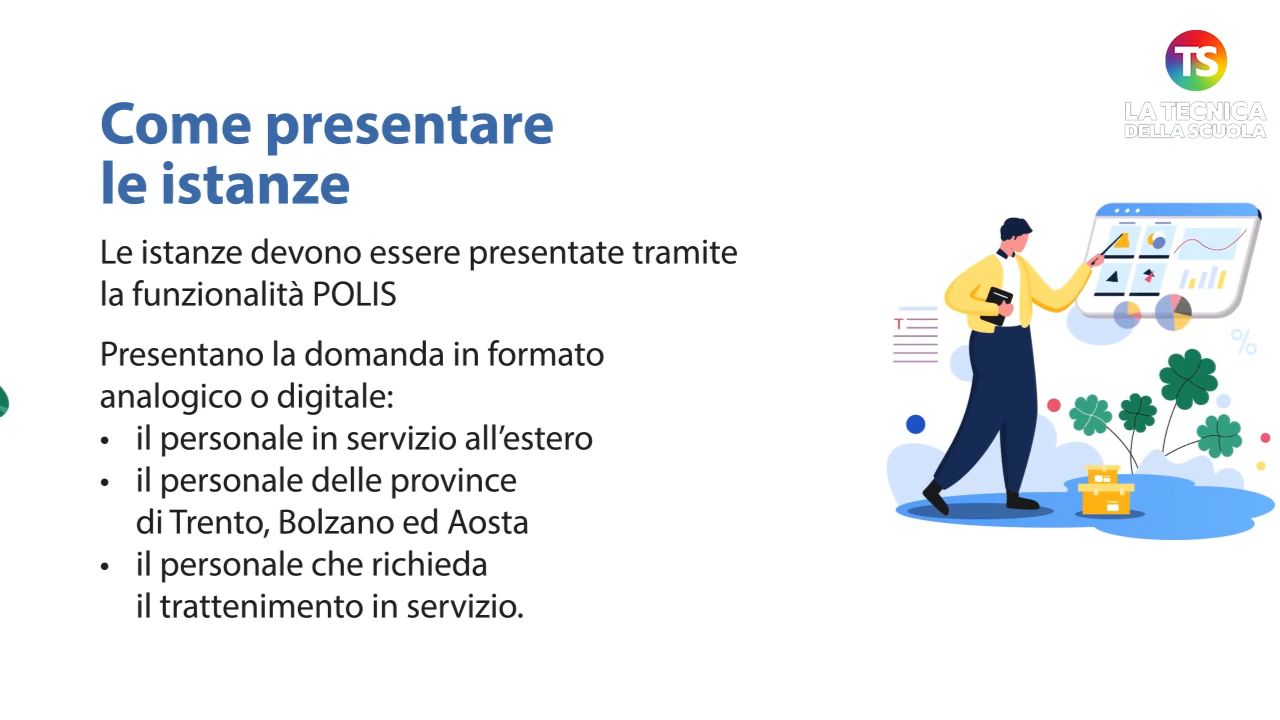 TS
LA TECNICA
DELLA SCUOLA
Come presentare
le istanze
Le istanze devono essere presentate tramite
la funzionalità POLIS
Presentano la domanda in formato
analogico o digitale:
• il personale in servizio all’estero
• il personale delle province
di Trento, Bolzano ed Aosta
• il personale che richieda
il trattenimento in servizio.
T
%